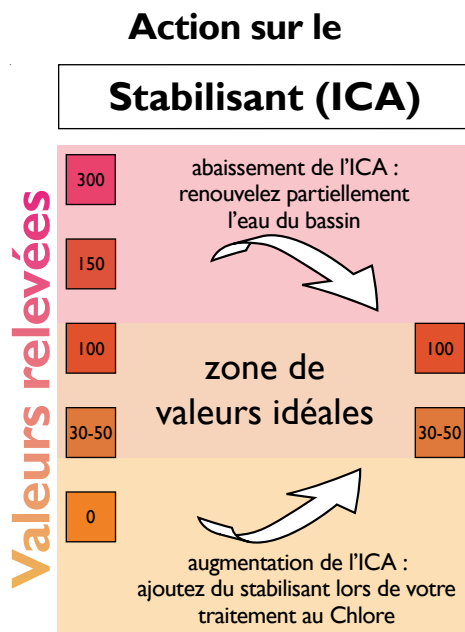 Action sur le
Stabilisant (ICA)
Valeurs relevées
300
abaissement de l'ICA :
renouvelez partiellement
l'eau du bassin
150
100
zone de
valeurs idéales
100
30-50
30-50
0
augmentation de l'ICA :
ajoutez du stabilisant lors de votre
traitement au Chlore